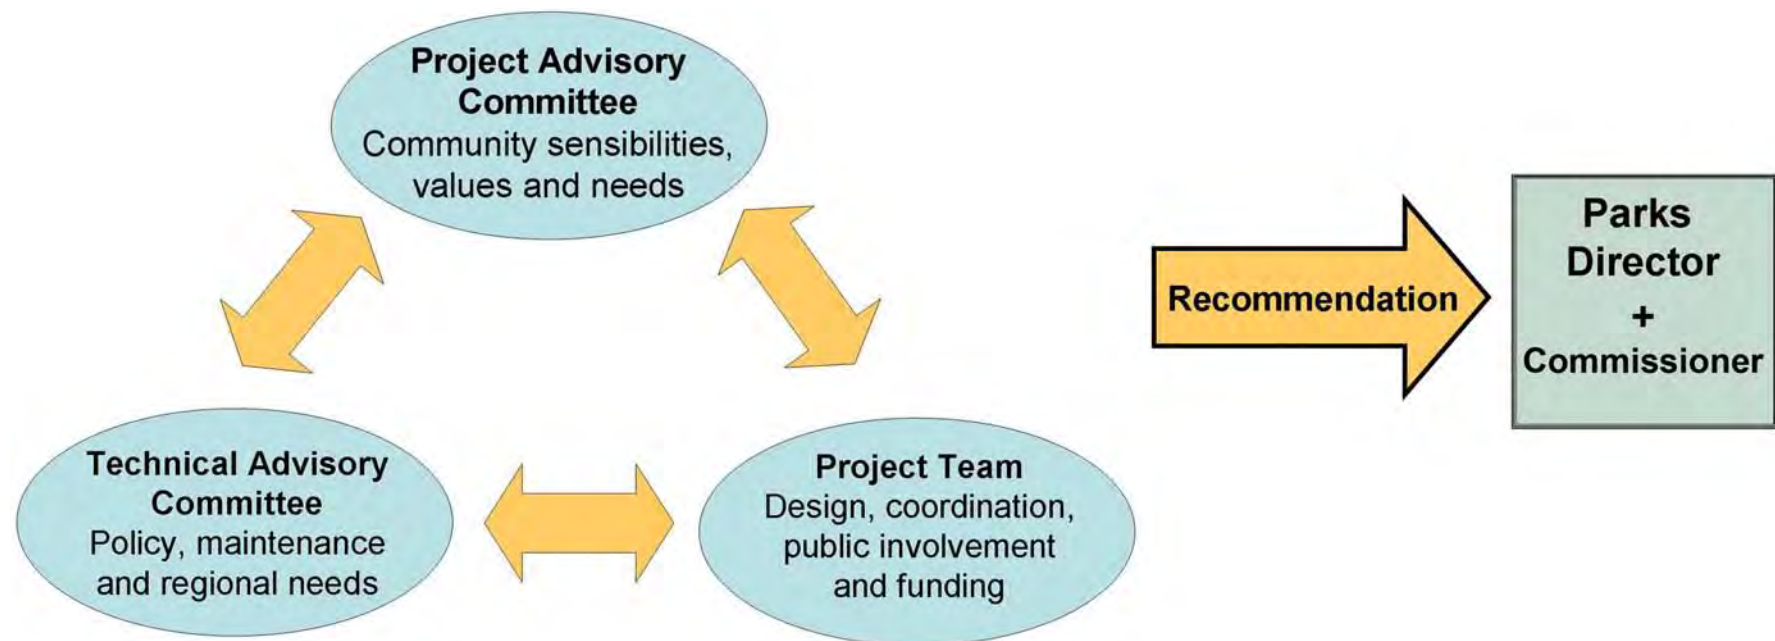 Project Advisory
Committee
Community sensibilities,
values and needs
Technical Advisory
Committee
Policy, maintenance
and regional needs
Project Team
Design, coordination,
public involvement
and funding
Recommendation
Parks
Director
+
Commissioner